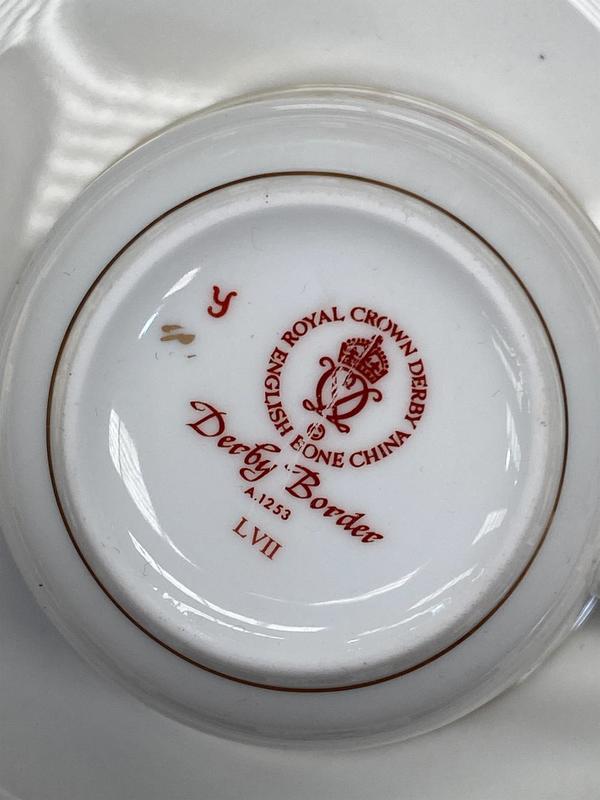 y
ROYAL CROWN DERBY
ENGLISH BONE CHINA
Derby Border
A.1253
LVII